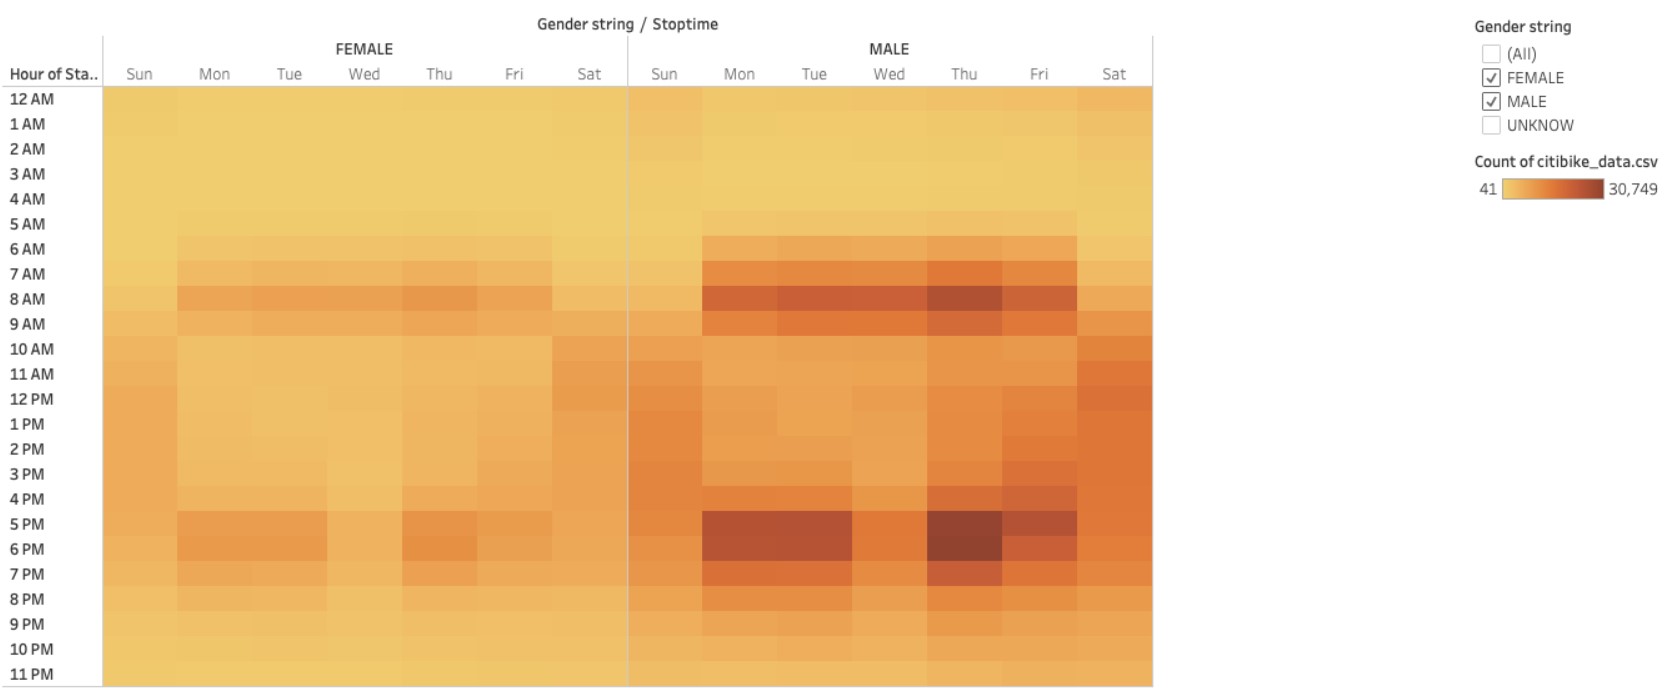 Gender string / Stoptime
FEMALE MALE
Hour of Sta.. Sun Mon Tue Wed Thu Fri Sat Sun Mon Tue Wed Thu Fri Sat
12 AM
1 AM
2 AM
3 AM
4 AM
5 AM
6 AM
7 AM
8 AM
9 AM
10 AM
11 AM
12 PM
1 PM
2 PM
3 PM
4 PM
5 PM
6 PM
7 PM
8 PM
9 PM
10 PM
11 PM
Gender string
(All)
FEMALE
MALE
UNKNOW
Count of citibike_data.csv
41 30,749